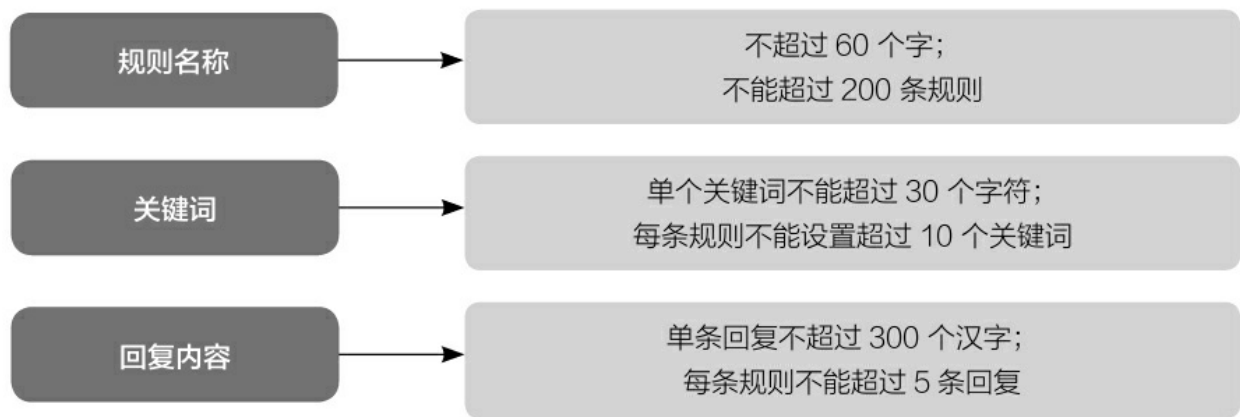 规则名称
不超过 60 个字；
不能超过 200 条规则
关键词
单个关键词不能超过 30 个字符；
每条规则不能设置超过 10 个关键词
回复内容
单条回复不超过 300 个汉字；
每条规则不能超过 5 条回复